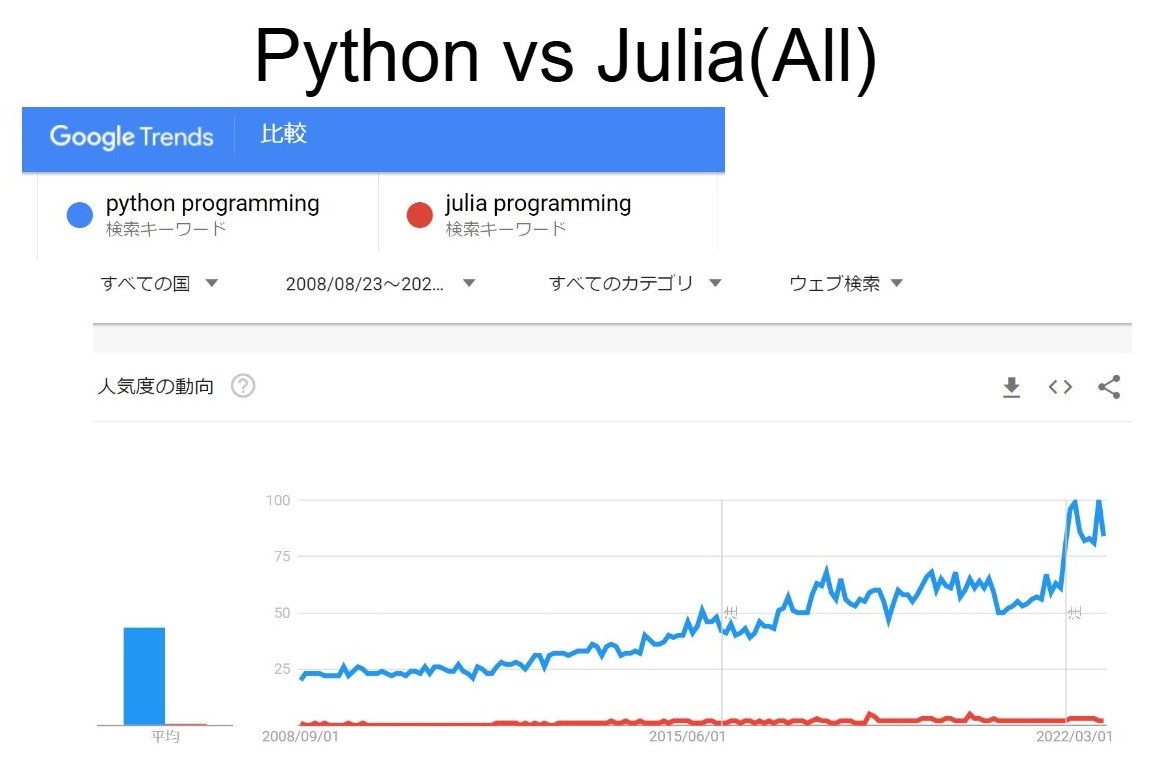 Python vs Julia(All)
Google Trends 比較
python programming
検索キーワード
julia programming
検索キーワード
すべての国 2008/08/23～202... すべてのカテゴリ ウェブ検索
人気度の動向 ?
100
75
50
25
注
注
平均
2008/09/01 2015/06/01 2022/03/01